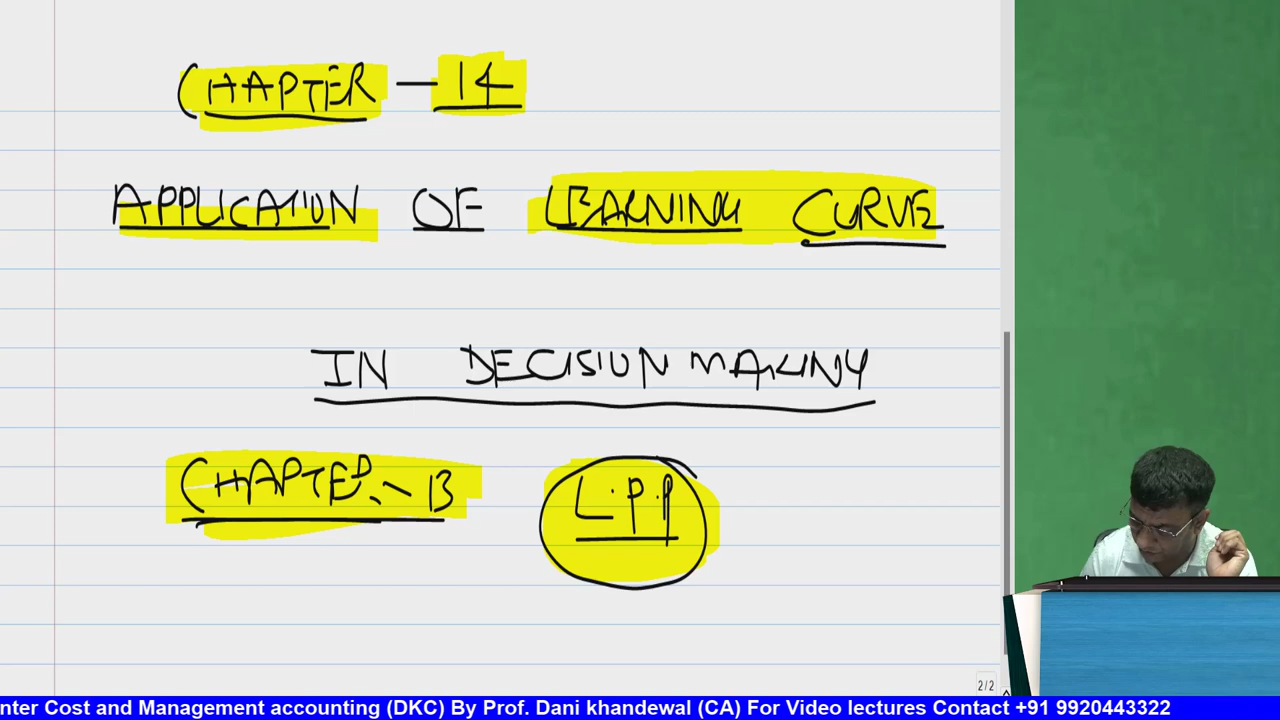 CHAPTER - 14
APPLICATION OF LEARNING CURVE
IN DECISION MAKING
CHAPTER - 13 L.P.P
2/2
nter Cost and Management accounting (DKC) By Prof. Dani khandewal (CA) For Video lectures Contact +91 9920443322